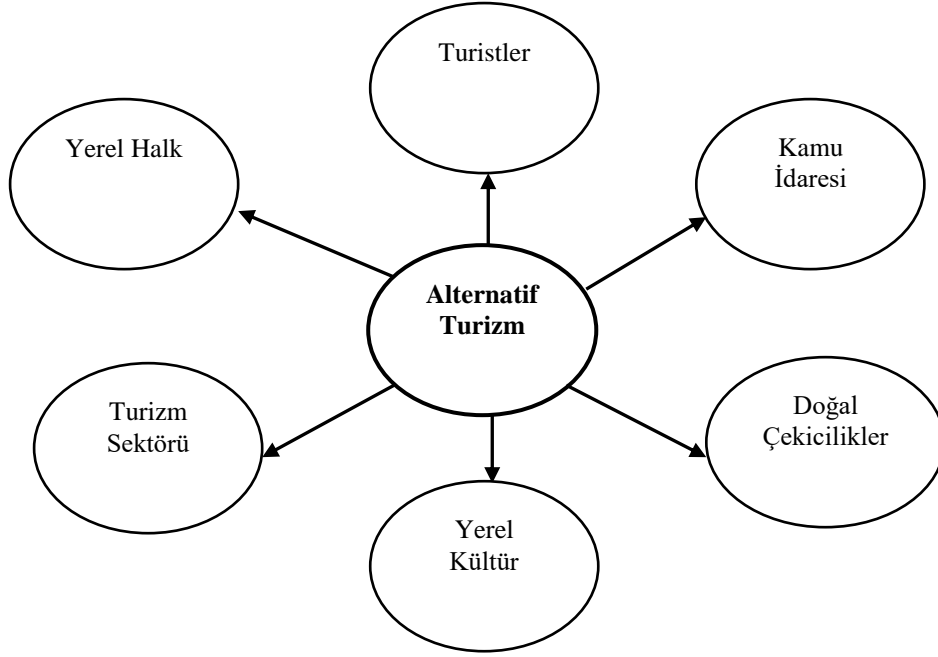 Turistler
Yerel Halk
Kamu
İdaresi
Alternatif
Turizm
Turizm
Sektörü
Doğal
Çekicilikler
Yerel
Kültür